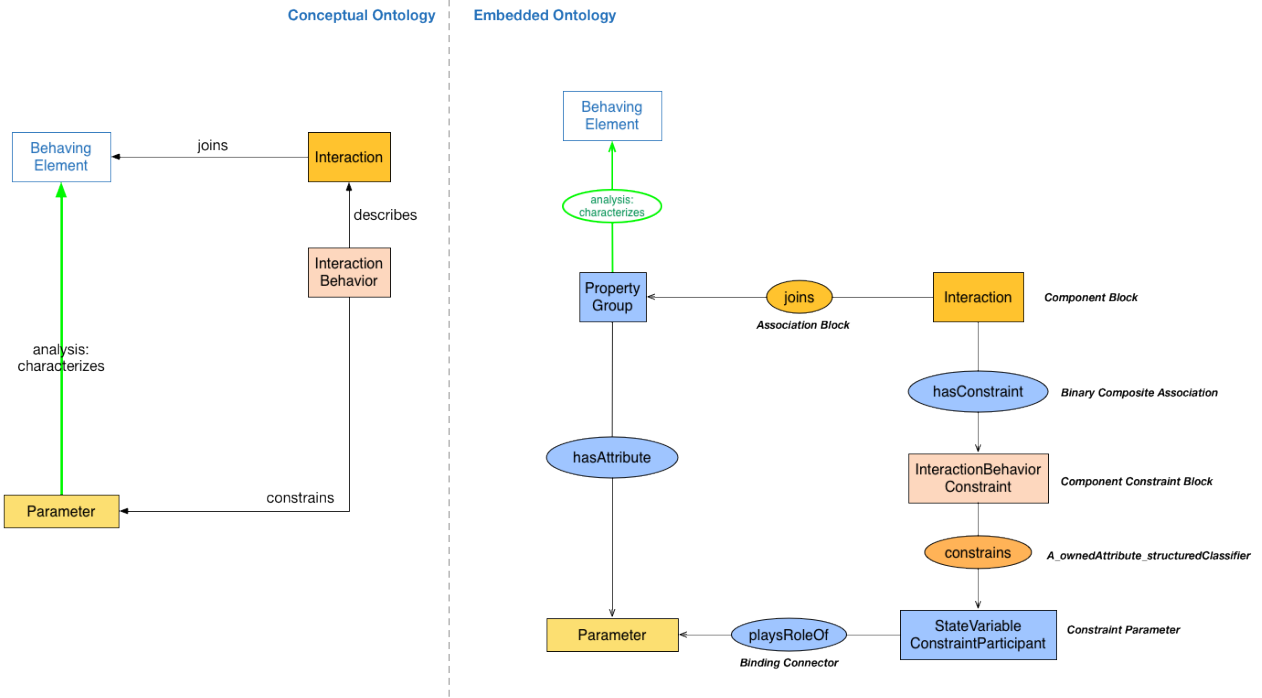 Conceptual Ontology
Embedded Ontology
Behaving
Element
joins
Interaction
describes
Interaction
Behavior
analysis:
characterizes
constrains
Parameter
Behaving
Element
analysis:
characterizes
Property
Group
joins
Association Block
Interaction
Component Block
hasConstraint
Binary Composite Association
hasAttribute
InteractionBehavior
Constraint
Component Constraint Block
constrains
A_ownedAttribute_structuredClassifier
Parameter
playsRoleOf
Binding Connector
StateVariable
ConstraintParticipant
Constraint Parameter